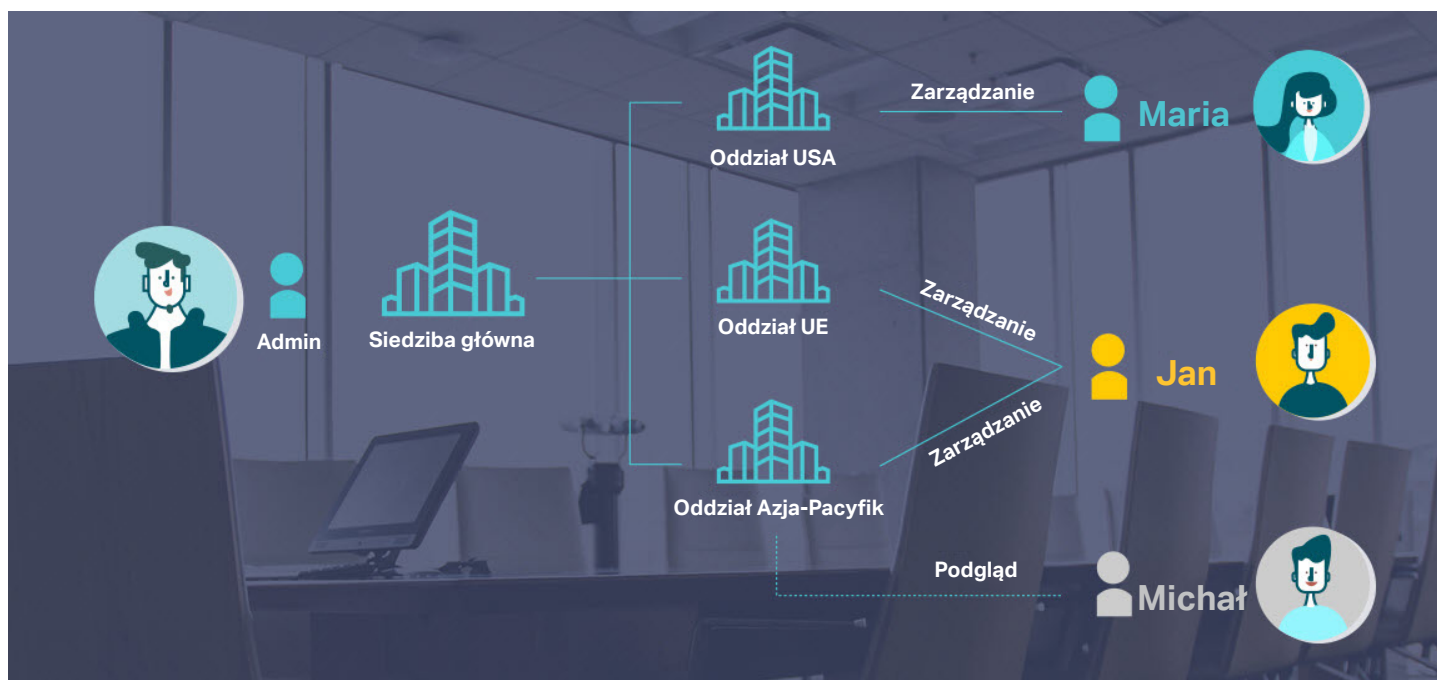 Zarządzanie
Maria
Oddział USA
Admin
Siedziba główna
Oddział UE
Zarządzanie
Jan
Zarządzanie
Oddział Azja-Pacyfik
Podgląd
Michał